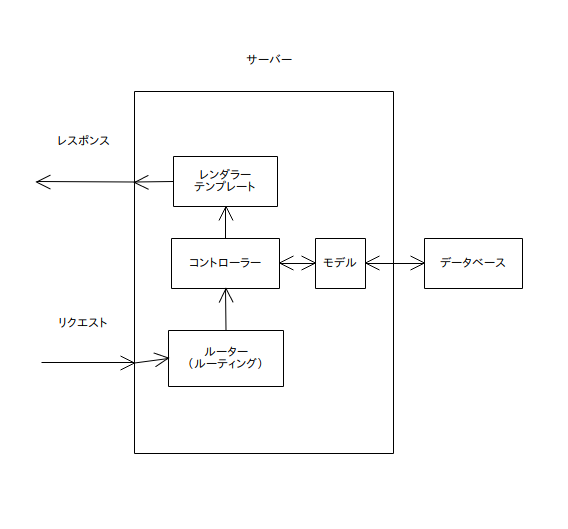 サーバー
レスポンス
レンダラー
テンプレート
コントローラー
モデル
データベース
リクエスト
ルーター
（ルーティング）